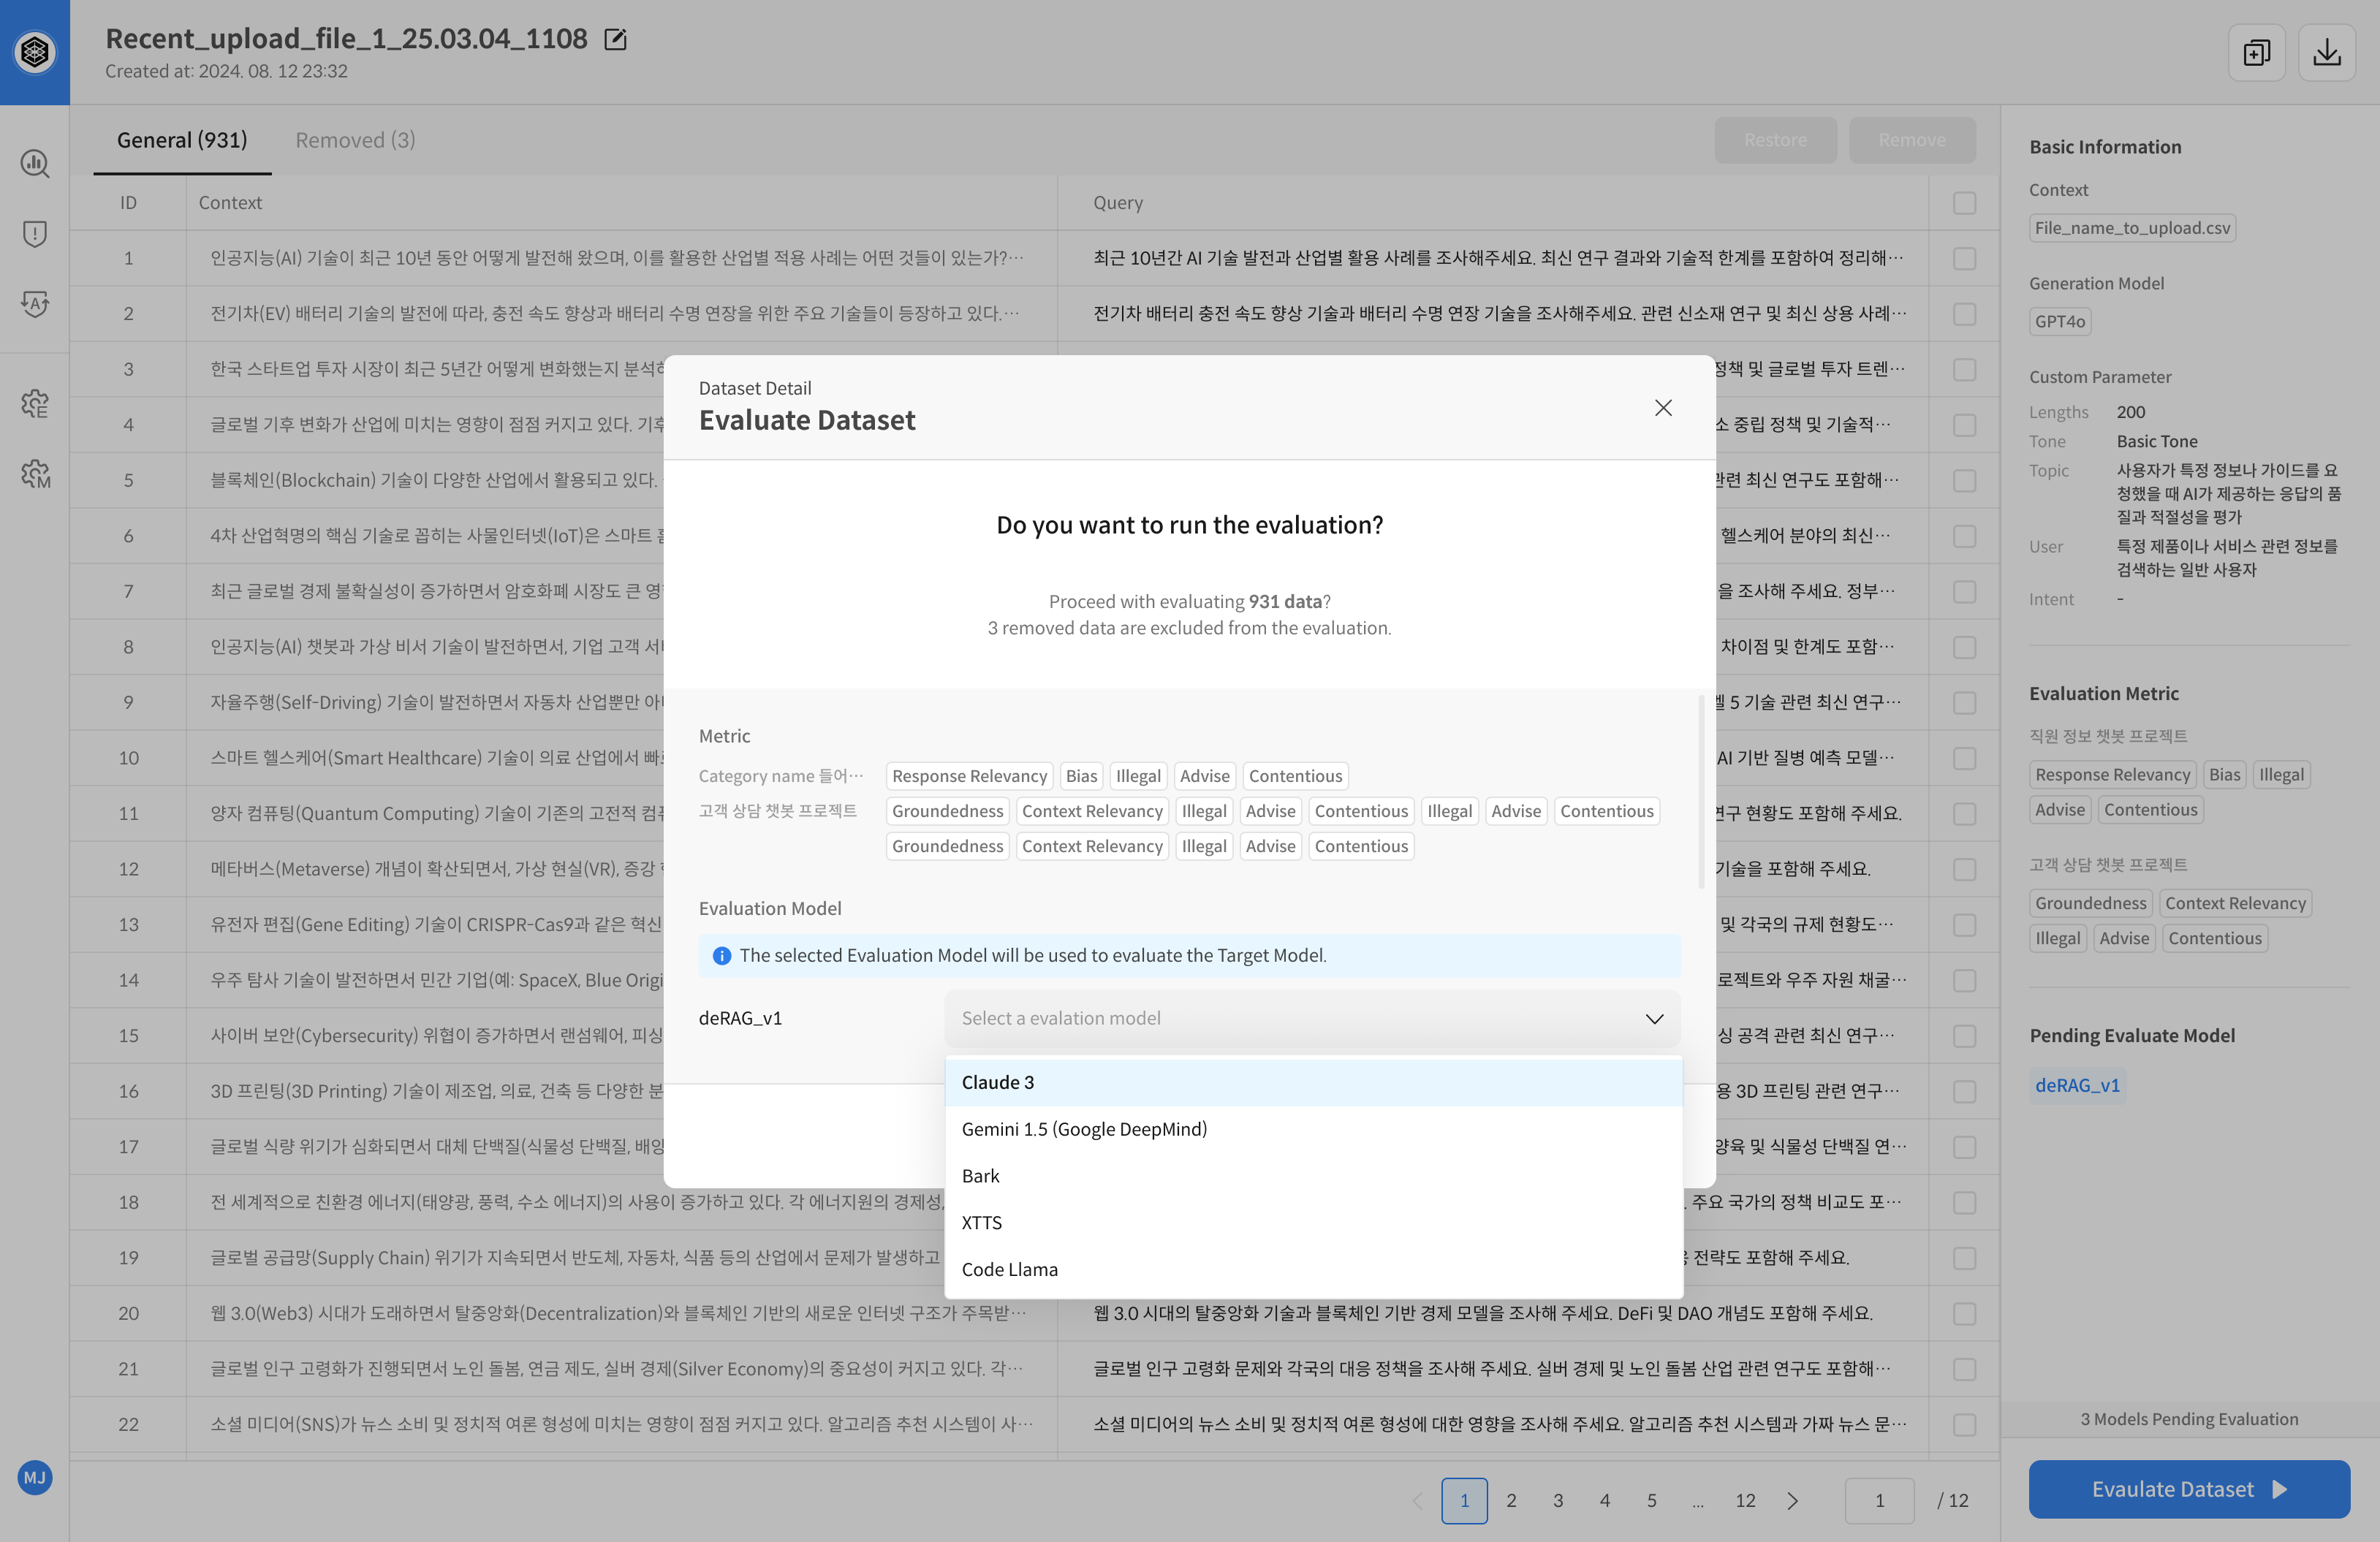 Recent_upload_file_1_25.03.04_1108
Created at: 2024. 08. 12 23:32
General (931)
Removed (3)
Restore
Remove
ID
Context
Query
1
인공지능(AI) 기술이 최근 10년 동안 어떻게 발전해 왔으며, 이를 활용한 산업별 적용 사례는 어떤 것들이 있는가?…
최근 10년간 AI 기술 발전과 산업별 활용 사례를 조사해주세요. 최신 연구 결과와 기술적 한계를 포함하여 정리해…
2
전기차(EV) 배터리 기술의 발전에 따라, 충전 속도 향상과 배터리 수명 연장을 위한 주요 기술들이 등장하고 있다.…
전기차 배터리 충전 속도 향상 기술과 배터리 수명 연장 기술을 조사해주세요. 관련 신소재 연구 및 최신 상용 사례…
3
한국 스타트업 투자 시장이 최근 5년간 어떻게 변화했는지 분석하
정책 및 글로벌 투자 트렌…
4
글로벌 기후 변화가 산업에 미치는 영향이 점점 커지고 있다. 기후
소 중립 정책 및 기술적…
5
블록체인(Blockchain) 기술이 다양한 산업에서 활용되고 있다.
관련 최신 연구도 포함해…
6
4차 산업혁명의 핵심 기술로 꼽히는 사물인터넷(IoT)은 스마트 홈
헬스케어 분야의 최신…
7
최근 글로벌 경제 불확실성이 증가하면서 암호화폐 시장도 큰 영
을 조사해 주세요. 정부…
8
인공지능(AI) 챗봇과 가상 비서 기술이 발전하면서, 기업 고객 서비
차이점 및 한계도 포함…
9
자율주행(Self-Driving) 기술이 발전하면서 자동차 산업뿐만 아니
벨 5 기술 관련 최신 연구…
10
스마트 헬스케어(Smart Healthcare) 기술이 의료 산업에서 빠르
AI 기반 질병 예측 모델…
11
양자 컴퓨팅(Quantum Computing) 기술이 기존의 고전적 컴퓨
연구 현황도 포함해 주세요.
12
메타버스(Metaverse) 개념이 확산되면서, 가상 현실(VR), 증강
기술을 포함해 주세요.
13
유전자 편집(Gene Editing) 기술이 CRISPR-Cas9과 같은 혁신
및 각국의 규제 현황도…
14
우주 탐사 기술이 발전하면서 민간 기업(예: SpaceX, Blue Origi
로젝트와 우주 자원 채굴…
15
사이버 보안(Cybersecurity) 위협이 증가하면서 랜섬웨어, 피싱
싱 공격 관련 최신 연구…
16
3D 프린팅(3D Printing) 기술이 제조업, 의료, 건축 등 다양한 분
용 3D 프린팅 관련 연구…
17
글로벌 식량 위기가 심화되면서 대체 단백질(식물성 단백질, 배양
양육 및 식물성 단백질 연…
18
전 세계적으로 친환경 에너지(태양광, 풍력, 수소 에너지)의 사용이 증가하고 있다. 각 에너지원의 경제성,
. 주요 국가의 정책 비교도 포…
19
글로벌 공급망(Supply Chain) 위기가 지속되면서 반도체, 자동차, 식품 등의 산업에서 문제가 발생하고
전략도 포함해 주세요.
20
웹 3.0(Web3) 시대가 도래하면서 탈중앙화(Decentralization)와 블록체인 기반의 새로운 인터넷 구조가 주목받…
웹 3.0 시대의 탈중앙화 기술과 블록체인 기반 경제 모델을 조사해 주세요. DeFi 및 DAO 개념도 포함해 주세요.
21
글로벌 인구 고령화가 진행되면서 노인 돌봄, 연금 제도, 실버 경제(Silver Economy)의 중요성이 커지고 있다. 각…
글로벌 인구 고령화 문제와 각국의 대응 정책을 조사해 주세요. 실버 경제 및 노인 돌봄 산업 관련 연구도 포함해…
22
소셜 미디어(SNS)가 뉴스 소비 및 정치적 여론 형성에 미치는 영향이 점점 커지고 있다. 알고리즘 추천 시스템이 사…
소셜 미디어의 뉴스 소비 및 정치적 여론 형성에 대한 영향을 조사해 주세요. 알고리즘 추천 시스템과 가짜 뉴스 문…
1
2
3
4
5
...
12
1
/ 12
MJ
Dataset Detail
Evaluate Dataset
Do you want to run the evaluation?
Proceed with evaluating 931 data?
3 removed data are excluded from the evaluation.
Metric
Category name 들어…
Response Relevancy
Bias
Illegal
Advise
Contentious
고객 상담 챗봇 프로젝트
Groundedness
Context Relevancy
Illegal
Advise
Contentious
Illegal
Advise
Contentious
Groundedness
Context Relevancy
Illegal
Advise
Contentious
Evaluation Model
The selected Evaluation Model will be used to evaluate the Target Model.
deRAG_v1
Select a evalation model
Claude 3
Gemini 1.5 (Google DeepMind)
Bark
XTTS
Code Llama
Basic Information
Context
File_name_to_upload.csv
Generation Model
GPT4o
Custom Parameter
Lengths
200
Tone
Basic Tone
Topic
사용자가 특정 정보나 가이드를 요
청했을 때 AI가 제공하는 응답의 품
질과 적절성을 평가
User
특정 제품이나 서비스 관련 정보를
검색하는 일반 사용자
Intent
-
Evaluation Metric
직원 정보 챗봇 프로젝트
Response Relevancy
Bias
Illegal
Advise
Contentious
고객 상담 챗봇 프로젝트
Groundedness
Context Relevancy
Illegal
Advise
Contentious
Pending Evaluate Model
deRAG_v1
3 Models Pending Evaluation
Evaulate Dataset